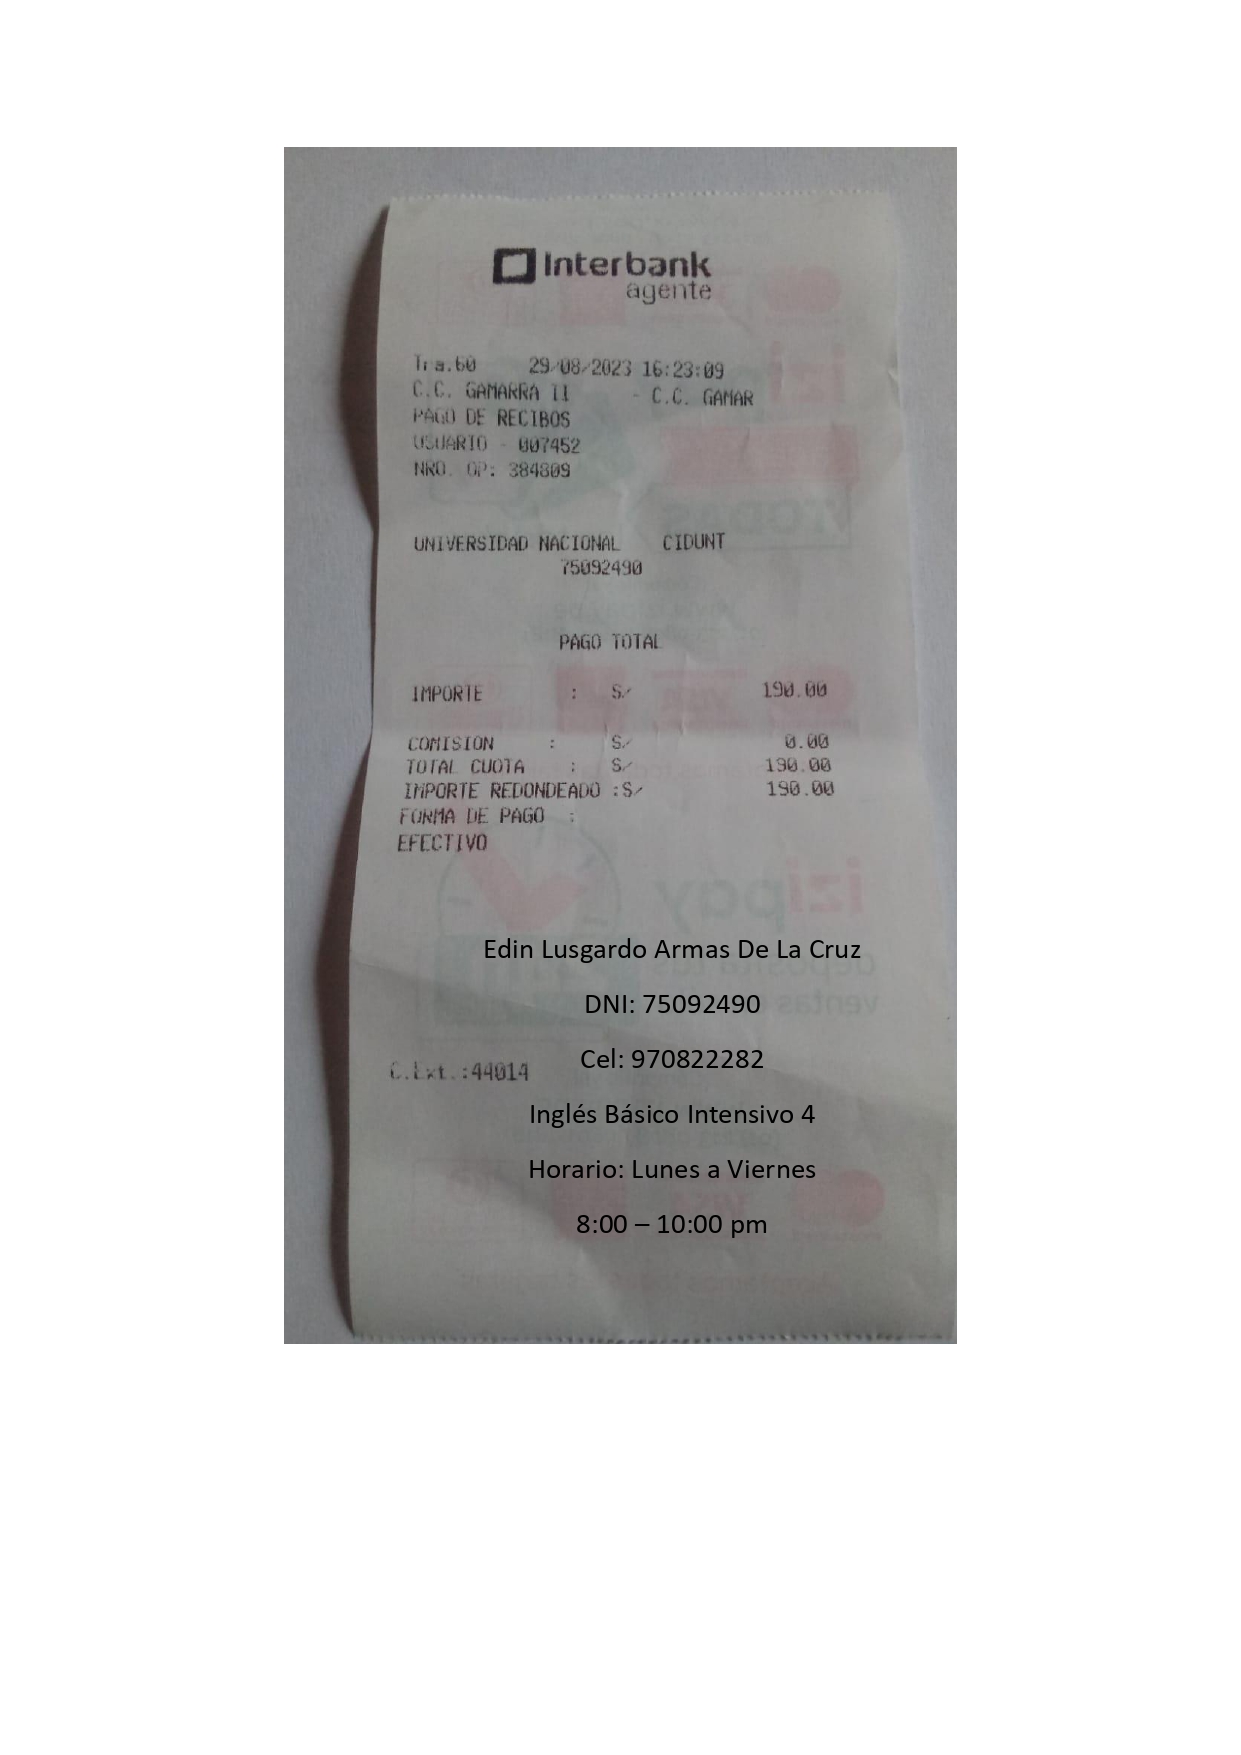 Interbank
agente
Tra.60 29/08/2023 16:23:09
C.C. GAMARRA II - C.C. GAMAR
PAGO DE RECIBOS
USUARIO - 007452
NRO. OP: 384809
UNIVERSIDAD NACIONAL CIDUNT
75092490
PAGO TOTAL
IMPORTE : S/ 190.00
COMISION : S/ 0.00
TOTAL CUOTA : S/ 190.00
IMPORTE REDONDEADO :S/ 190.00
FORMA DE PAGO :
EFECTIVO
Edin Lusgardo Armas De La Cruz
DNI: 75092490
Cel: 970822282
C.Ext.:44014
Inglés Básico Intensivo 4
Horario: Lunes a Viernes
8:00 – 10:00 pm